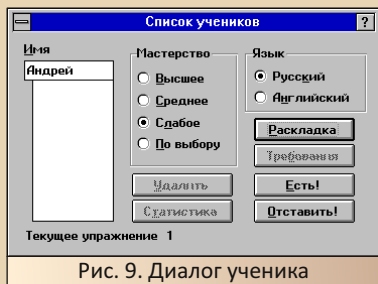 Список учеников
?
Имя
Андрей
Мастерство
Высшее
Среднее
Слабое
По выбору
Язык
Русский
Английский
Раскладка
Требования
Удалить
Есть!
Статистика
Отставить!
Текущее упражнение 1
Рис. 9. Диалог ученика